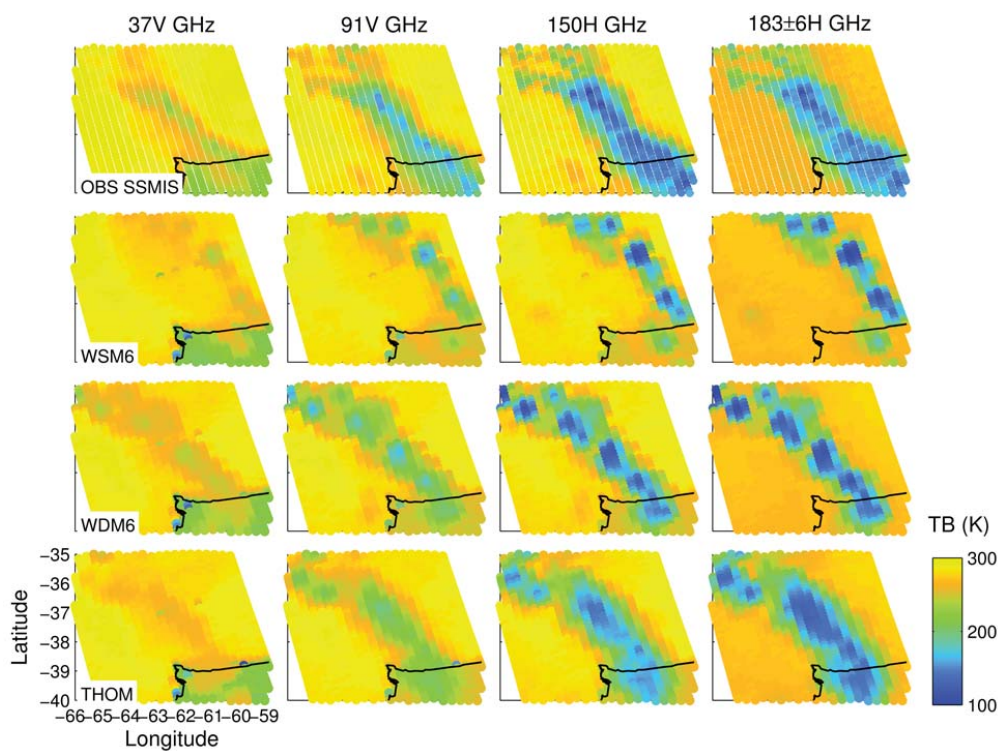 37V GHz 91V GHz 150H GHz 183±6H GHz
OBS SSMIS
WSM6
WDM6
TB (K)
300
200
100
Latitude
−35
−36
−37
−38
−39
−40
THOM
−66−65−64−63−62−61−60−59
Longitude